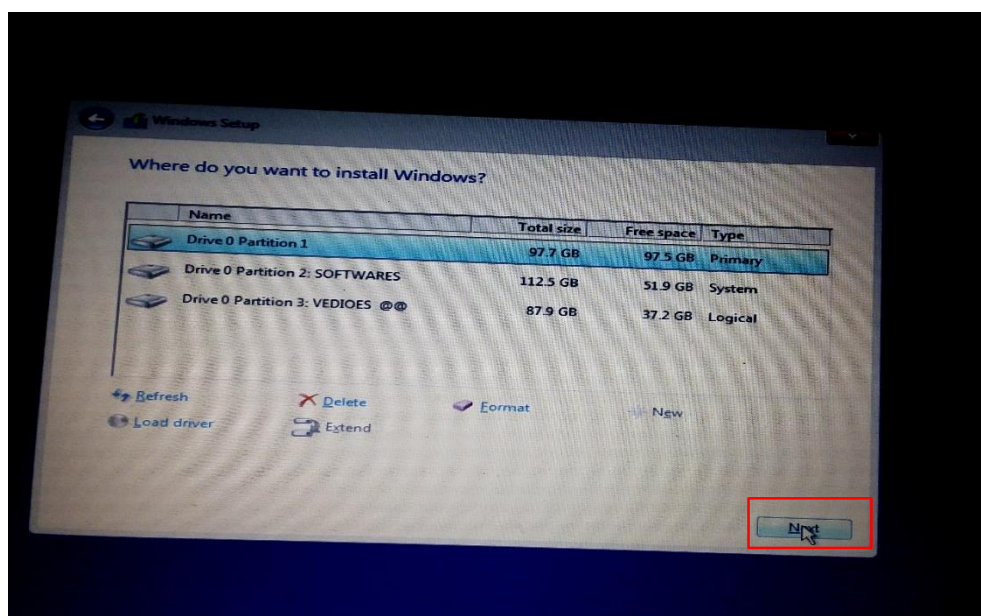 Windows Setup
Where do you want to install Windows?
Name Total size Free space Type
Drive 0 Partition 1 97.7 GB 97.5 GB Primary
Drive 0 Partition 2: SOFTWARES 112.5 GB 51.9 GB System
Drive 0 Partition 3: VEDIOES @@ 87.9 GB 37.2 GB Logical
Refresh Delete Format New
Load driver Extend
Next